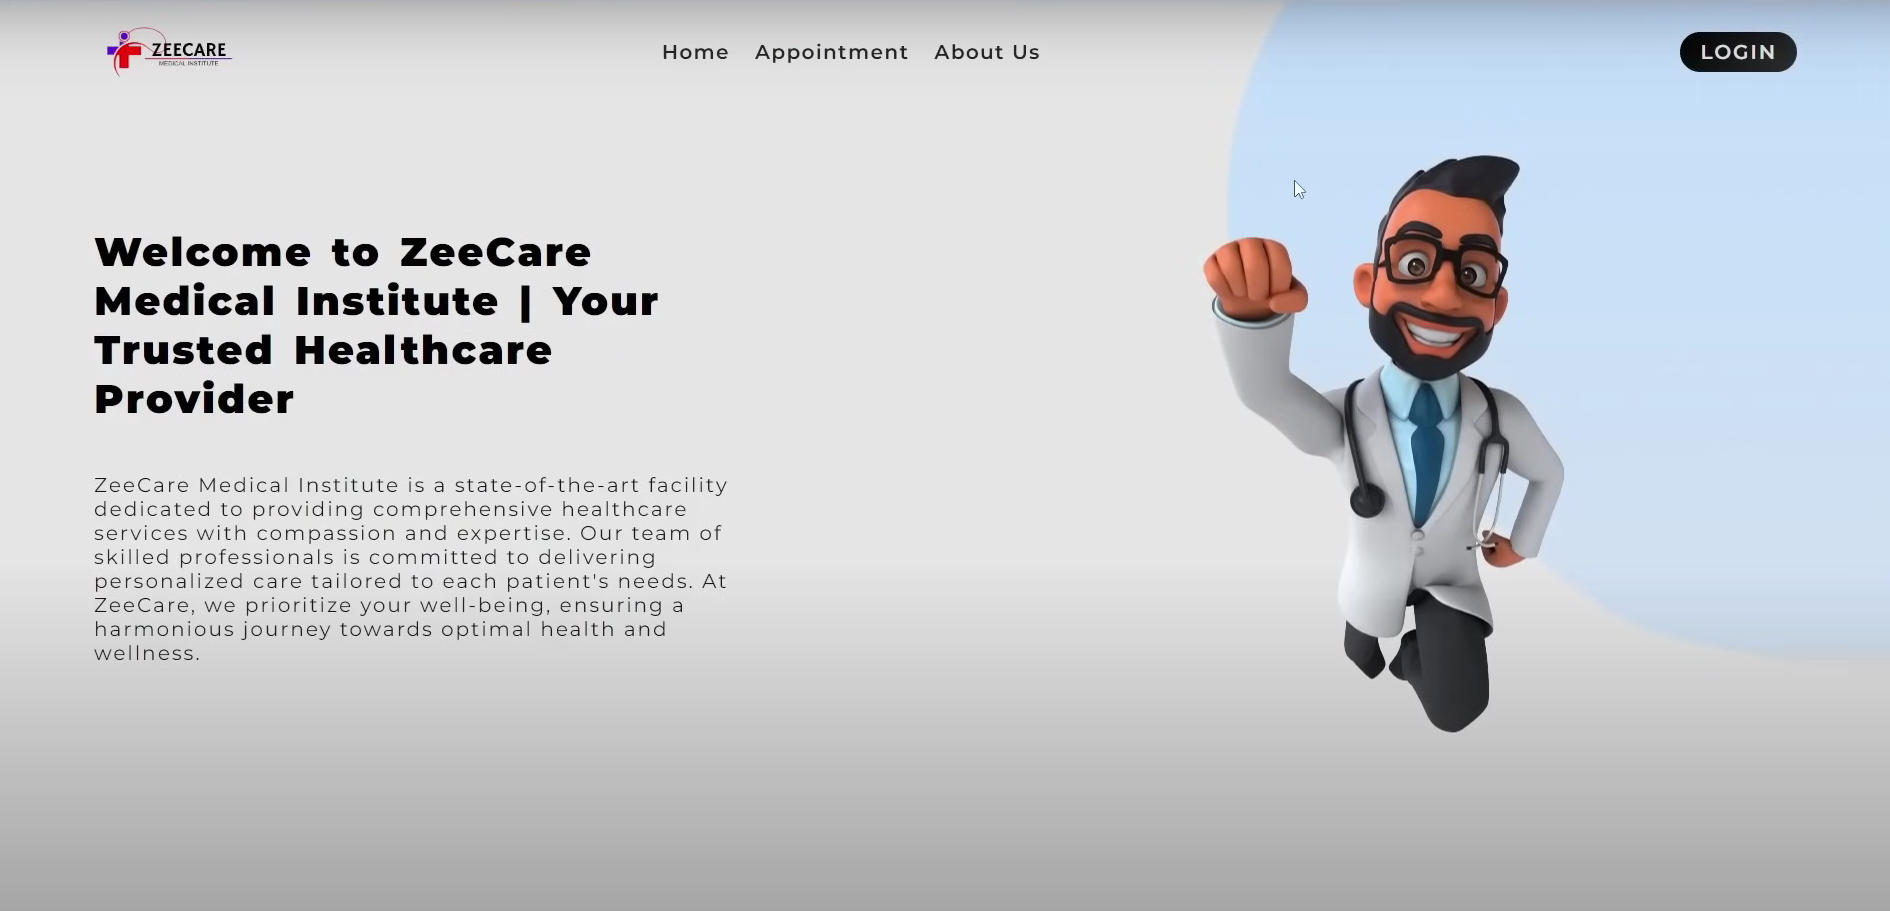 ZEECARE
MEDICAL INSTITUTE
Home Appointment About Us
LOGIN
Welcome to ZeeCare
Medical Institute | Your
Trusted Healthcare
Provider
ZeeCare Medical Institute is a state-of-the-art facility
dedicated to providing comprehensive healthcare
services with compassion and expertise. Our team of
skilled professionals is committed to delivering
personalized care tailored to each patient's needs. At
ZeeCare, we prioritize your well-being, ensuring a
harmonious journey towards optimal health and
wellness.